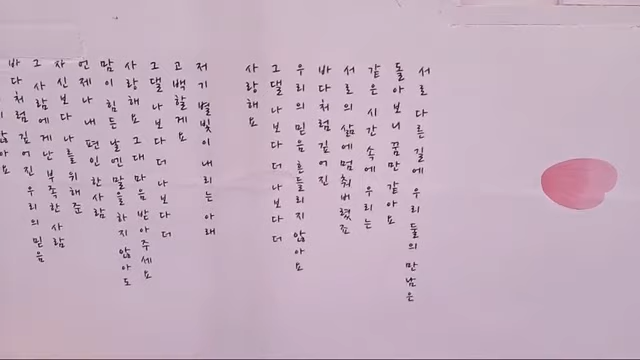 서로 다른 길에 우리 둘의 만남은
돌아보니 꿈만 같아요
같은 시간 속에 우리는
서로의 삶에 멈춰버렸죠
바다처럼 깊어진
우리의 믿음 흔들리지 않아요
그댈 나보다 더 나보다 더
사랑해요
저기 별빛이 내리는 아래
고백할게요
그댈 나보다 더 나보다 더
사랑해요 그대 마음 받아주세요
맘이 힘든 날엔 말을 하지 않아도
언제나 내 편인 한 사람
자신보다 나를 위해준
그 사람에게 난 부족한 사람
바다처럼 깊어진 우리의 믿음
않아요